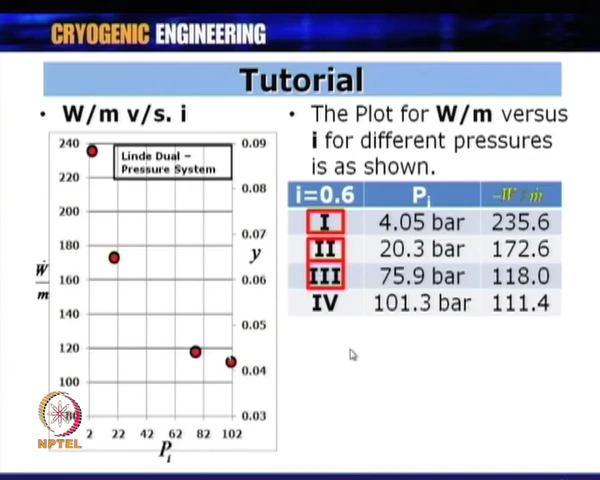 CRYOGENIC ENGINEERING
Tutorial
• W/m v/s. i
240
220
200
180
160
140
120
100
80
Ẇ
m
Linde Dual –
Pressure System
0.09
0.08
0.07
0.06
0.05
0.04
0.03
y
2 22 42 62 82 102
Pi
• The Plot for W/m versus
i for different pressures
is as shown.
i=0.6 Pi -Ẇ/ṁ
I 4.05 bar 235.6
II 20.3 bar 172.6
III 75.9 bar 118.0
IV 101.3 bar 111.4
NPTEL